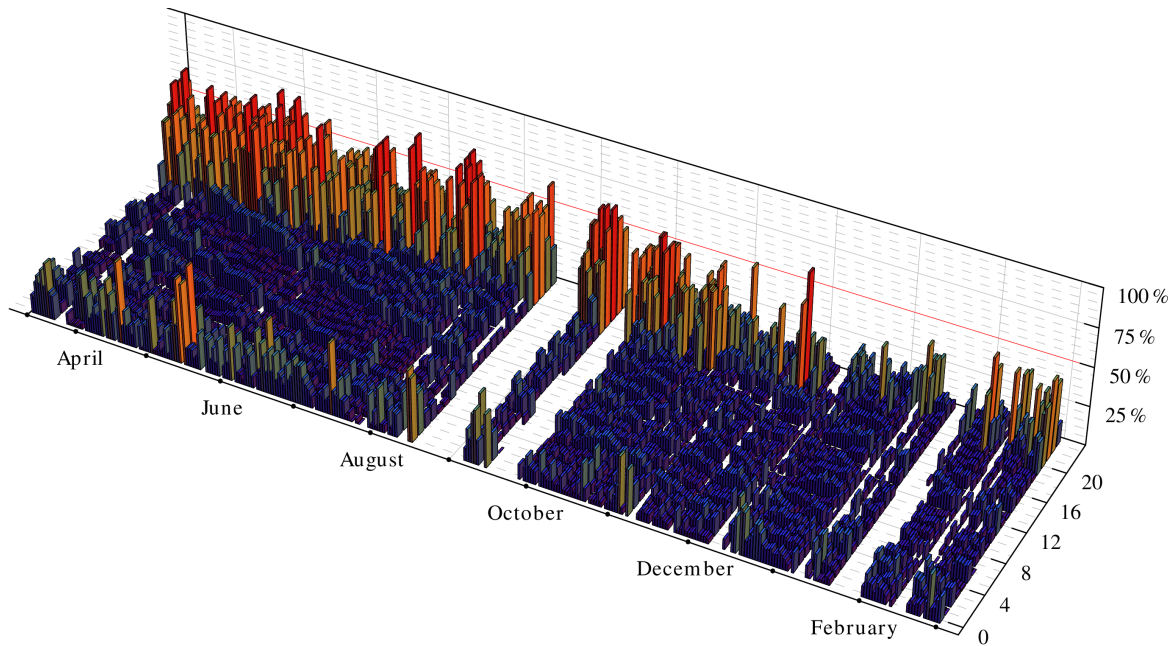 100 %
75 %
50 %
25 %
April
June
August
October
December
February
0
4
8
12
16
20